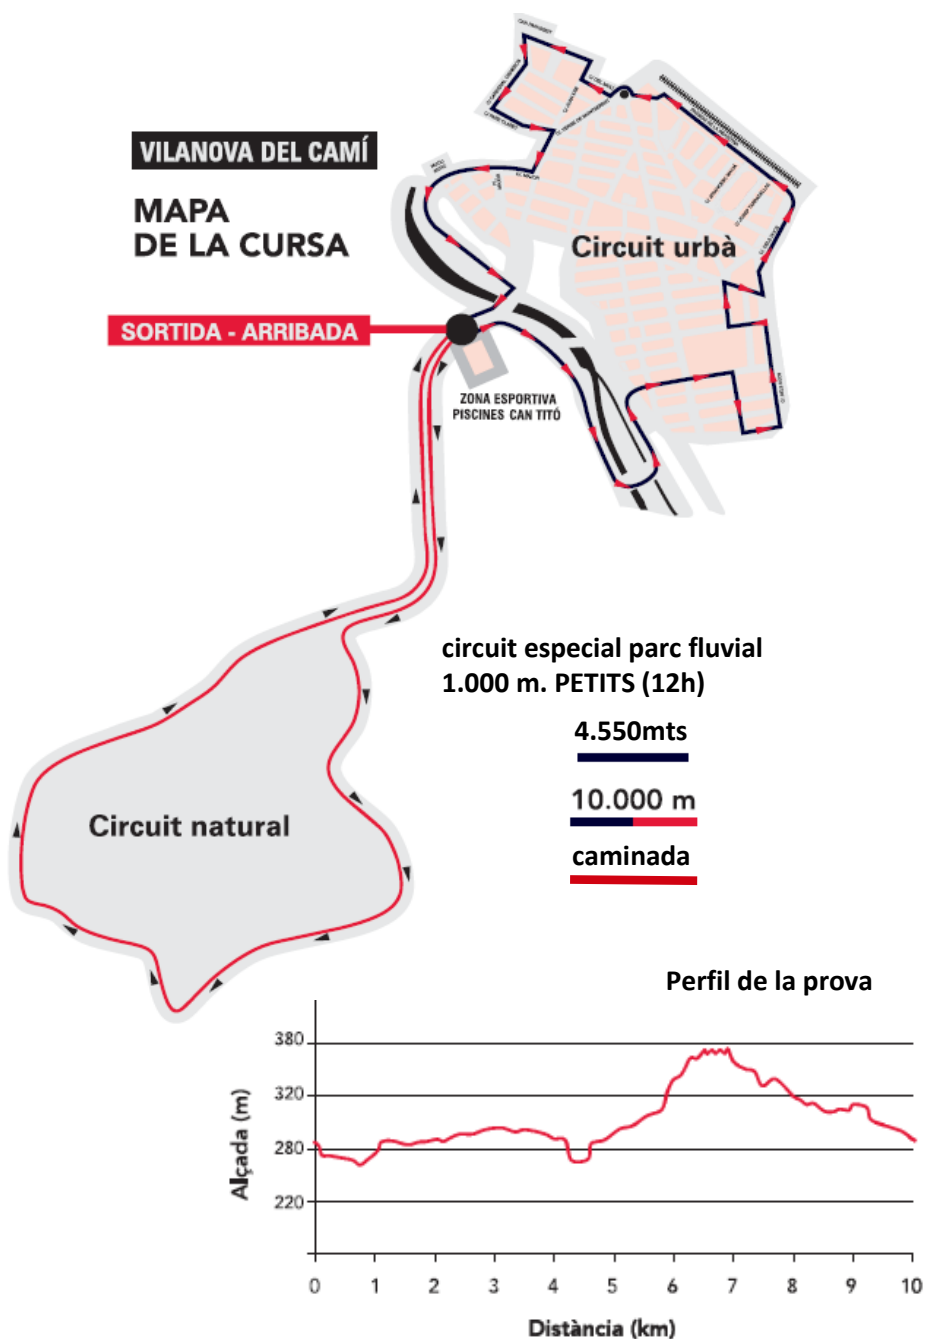 VILANOVA DEL CAMÍ
MAPA
DE LA CURSA
SORTIDA - ARRIBADA
Circuit urbà
ZONA ESPORTIVA
PISCINES CAN TITÓ
circuit especial parc fluvial
1.000 m. PETITS (12h)
4.550mts
10.000 m
caminada
Circuit natural
Perfil de la prova
Alçada (m)
380
320
280
220
0 1 2 3 4 5 6 7 8 9 10
Distància (km)